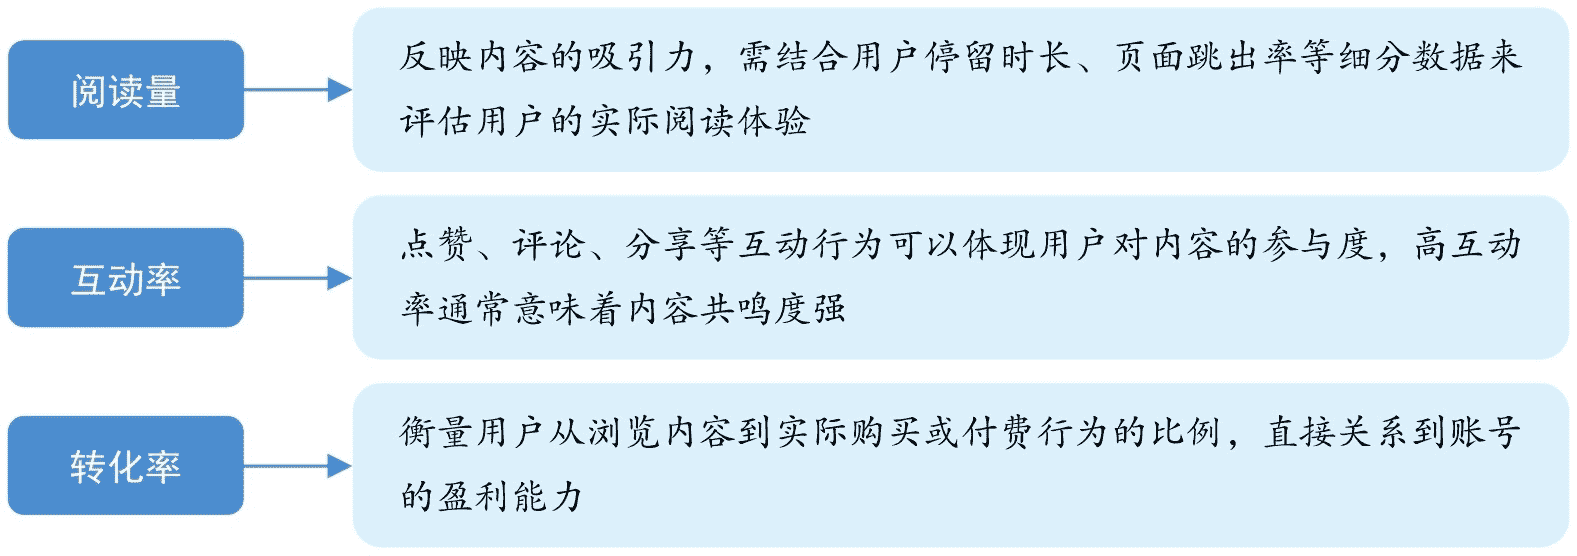 阅读量
反映内容的吸引力，需结合用户停留时长、页面跳出率等细分数据来
评估用户的实际阅读体验
互动率
点赞、评论、分享等互动行为可以体现用户对内容的参与度，高互动
率通常意味着内容共鸣度强
转化率
衡量用户从浏览内容到实际购买或付费行为的比例，直接关系到账号
的盈利能力